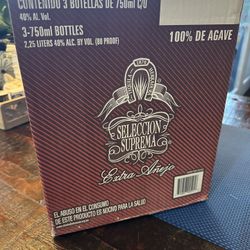 CONTENIDO 3 BOTELLAS DE 750ml C/U
40% Al. Vol.
3-750ml BOTTLES
2,25 LITERS 40% ALC. BY VOL. (80 PROOF)
100% DE AGAVE
SELECCION
SUPREMA
Extra Añejo
EL ABUSO EN EL CONSUMO
DE ESTE PRODUCTO ES NOCIVO PARA LA SALUD